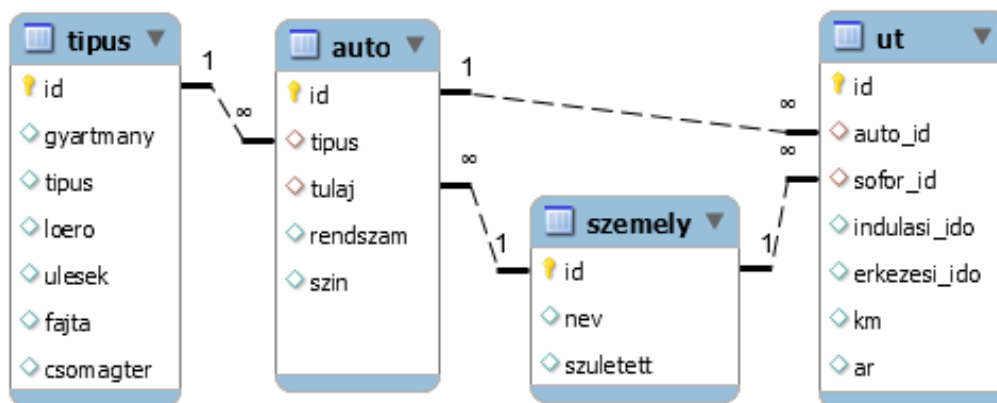 tipus
id
gyartmany
tipus
loero
ulesek
fajta
csomagter
1
∞
auto
id
tipus
tulaj
rendszam
szin
1
∞
∞
1
szemely
id
nev
szuletett
1
∞
ut
id
auto_id
sofor_id
indulasi_ido
erkezesi_ido
km
ar